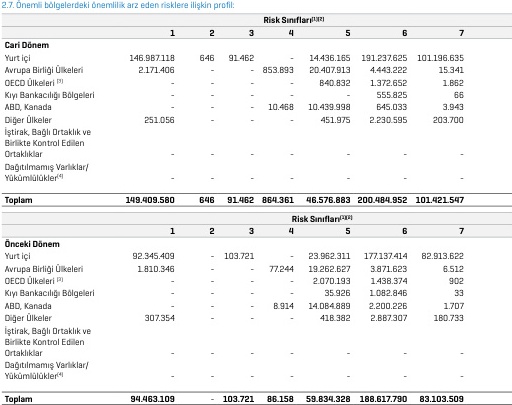 2.7. Önemli bölgelerdeki önemlilik arz eden risklere ilişkin profil:
Risk Sınıfları(1)(2)
1 2 3 4 5 6 7
Cari Dönem
Yurt içi 146.987.118 646 91.462 - 14.436.165 191.237.625 101.196.635
Avrupa Birliği Ülkeleri 2.171.406 - - 853.893 20.407.913 4.443.222 15.341
OECD Ülkeleri (3) - - - - 840.832 1.372.652 1.862
Kıyı Bankacılığı Bölgeleri - - - - - 555.825 66
ABD, Kanada - - - 10.468 10.439.998 645.033 3.943
Diğer Ülkeler 251.056 - - - 451.975 2.230.595 203.700
İştirak, Bağlı Ortaklık ve
Birlikte Kontrol Edilen
Ortaklıklar - - - - - - -
Dağıtılmamış Varlıklar/
Yükümlülükler(4) - - - - - - -
Toplam 149.409.580 646 91.462 864.361 46.576.883 200.484.952 101.421.547
Risk Sınıfları(1)(2)
1 2 3 4 5 6 7
Önceki Dönem
Yurt içi 92.345.409 - 103.721 - 23.962.311 177.137.414 82.913.622
Avrupa Birliği Ülkeleri 1.810.346 - - 77.244 19.262.627 3.871.623 6.512
OECD Ülkeleri (3) - - - - 2.070.193 1.438.374 902
Kıyı Bankacılığı Bölgeleri - - - - 35.926 1.082.846 33
ABD, Kanada - - - 8.914 14.084.889 2.200.226 1.707
Diğer Ülkeler 307.354 - - - 418.382 2.887.307 180.733
İştirak, Bağlı Ortaklık ve
Birlikte Kontrol Edilen
Ortaklıklar - - - - - - -
Dağıtılmamış Varlıklar/
Yükümlülükler(4) - - - - - - -
Toplam 94.463.109 - 103.721 86.158 59.834.328 188.617.790 83.103.509